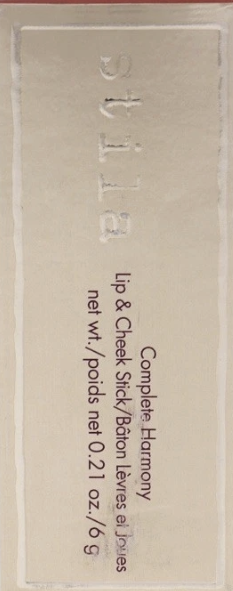 stila
Complete Harmony
Lip & Cheek Stick/Bâton Lèvres et Joues
net wt./poids net 0.21 oz./6 g